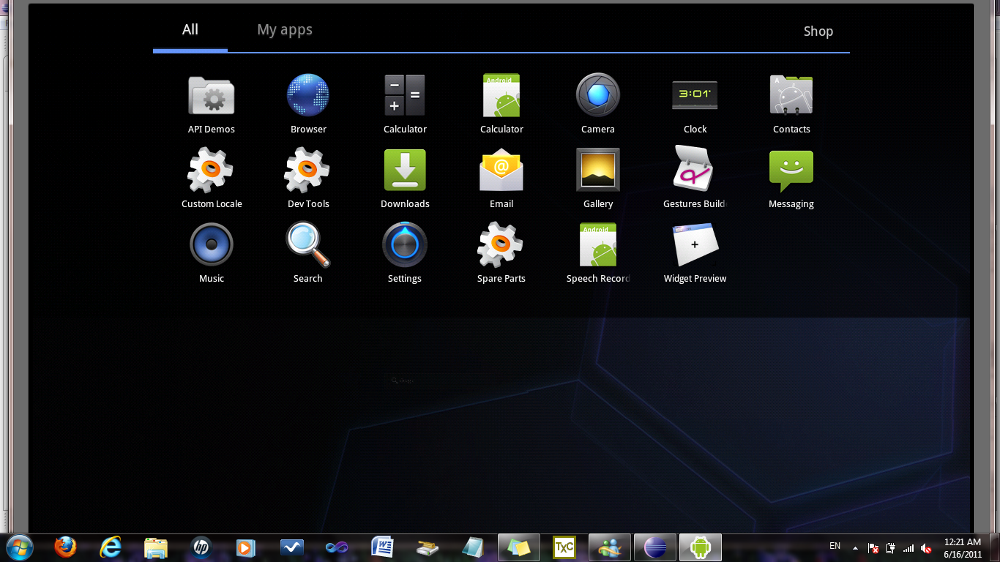 All My apps Shop
API Demos Browser Calculator Calculator Camera Clock Contacts
Custom Locale Dev Tools Downloads Email Gallery Gestures Build Messaging
Music Search Settings Spare Parts Speech Record Widget Preview
EN 12:21 AM
6/16/2011